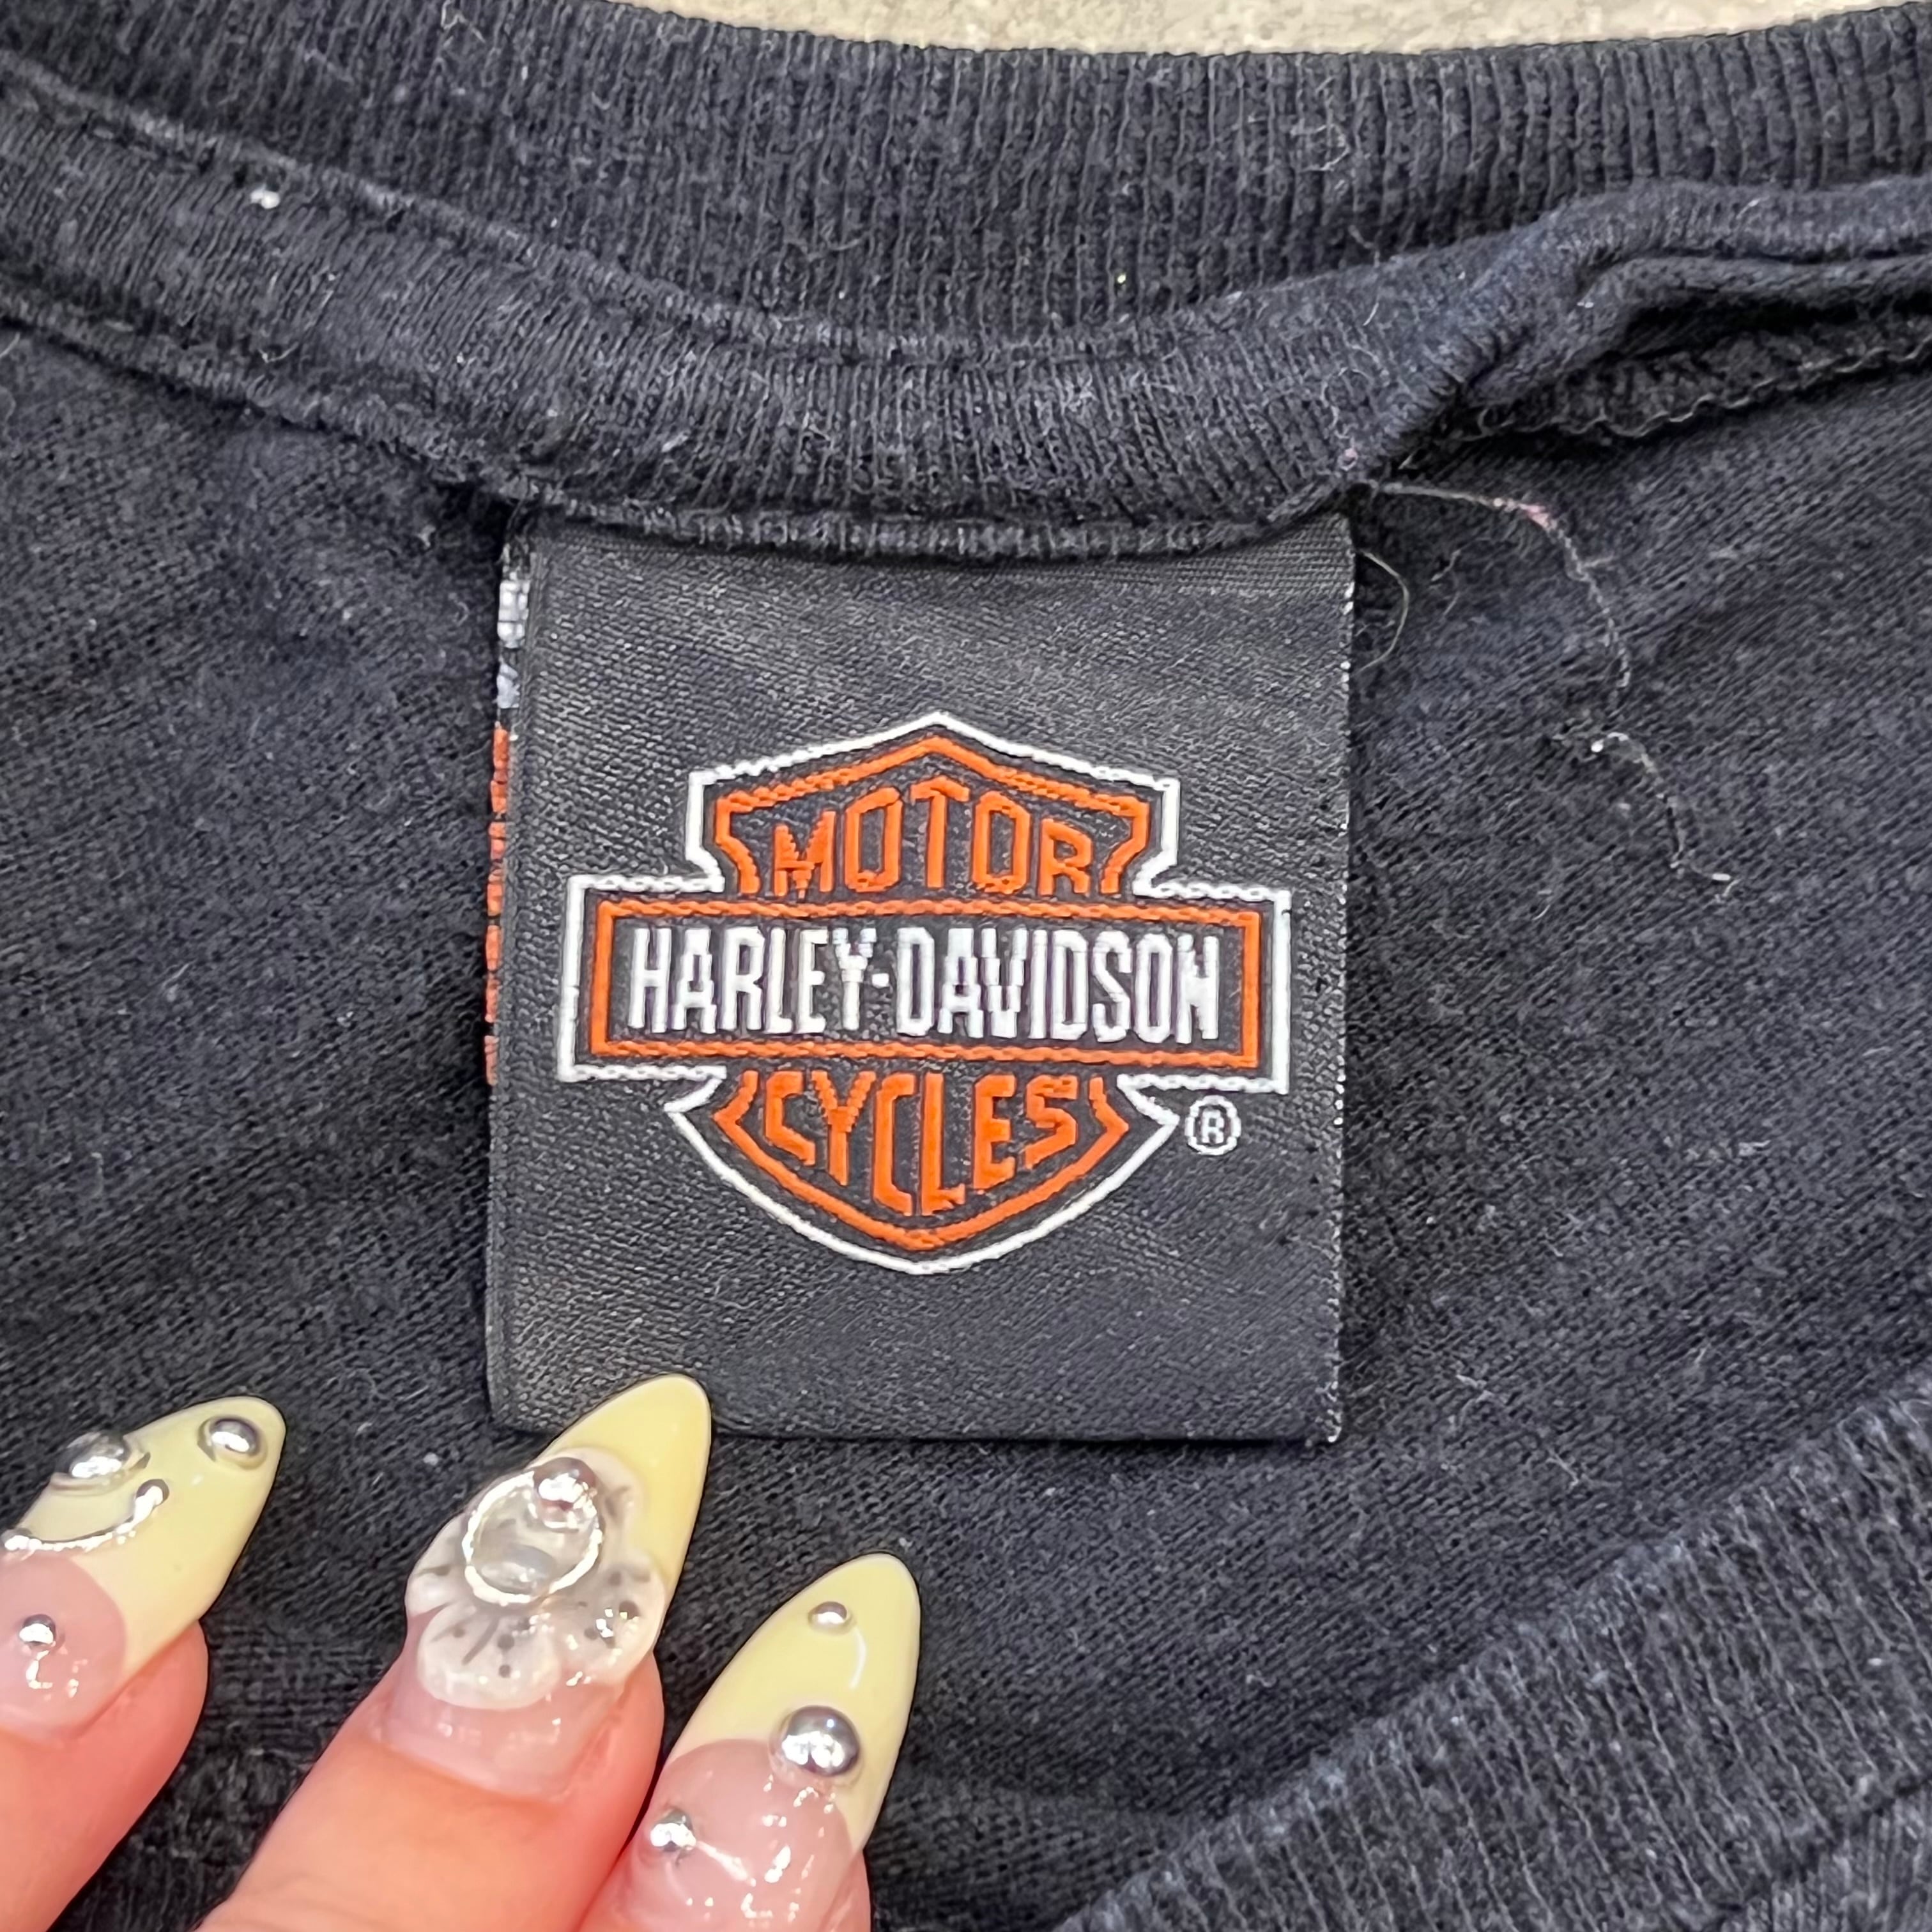 MOTOR
HARLEY-DAVIDSON
CYCLES
®